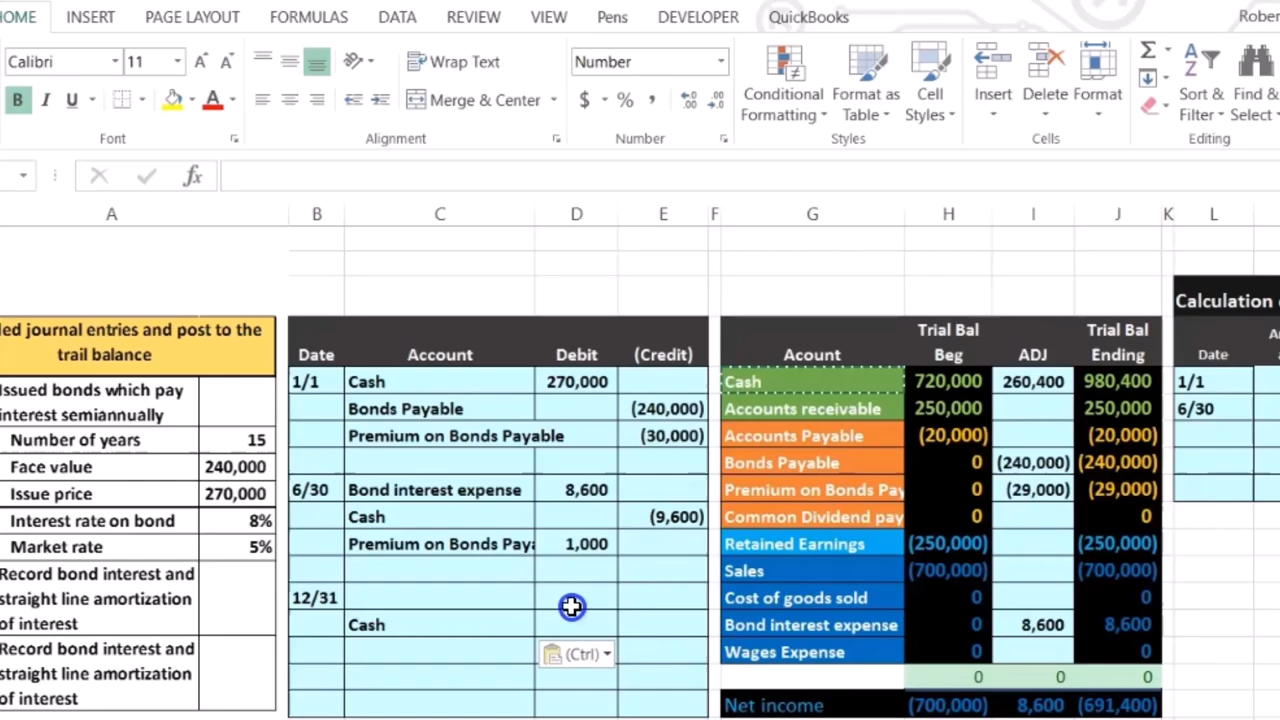 HOME INSERT PAGE LAYOUT FORMULAS DATA REVIEW VIEW Pens DEVELOPER QuickBooks Rober
Calibri 11 A A Wrap Text Number Σ A Z
B I U A Merge & Center $ % , Conditional Formatting Format as Table Cell Styles Insert Delete Format Sort & Filter Find & Select
Font Alignment Number Styles Cells Editing
fx
A B C D E F G H I J K L
Calculation
led journal entries and post to the
trail balance
Issued bonds which pay
interest semiannually
Number of years 15
Face value 240,000
Issue price 270,000
Interest rate on bond 8%
Market rate 5%
Record bond interest and
straight line amortization
of interest
Record bond interest and
straight line amortization
of interest
Date Account Debit (Credit)
1/1 Cash 270,000
Bonds Payable (240,000)
Premium on Bonds Payable (30,000)
6/30 Bond interest expense 8,600
Cash (9,600)
Premium on Bonds Paya 1,000
12/31
Cash
(Ctrl)
Acount Trial Bal Beg ADJ Trial Bal Ending
Cash 720,000 260,400 980,400
Accounts receivable 250,000 250,000
Accounts Payable (20,000) (20,000)
Bonds Payable 0 (240,000) (240,000)
Premium on Bonds Pay 0 (29,000) (29,000)
Common Dividend pay 0 0
Retained Earnings (250,000) (250,000)
Sales (700,000) (700,000)
Cost of goods sold 0 0
Bond interest expense 0 8,600 8,600
Wages Expense 0 0
0 0 0
Net income (700,000) 8,600 (691,400)
Date
1/1
6/30